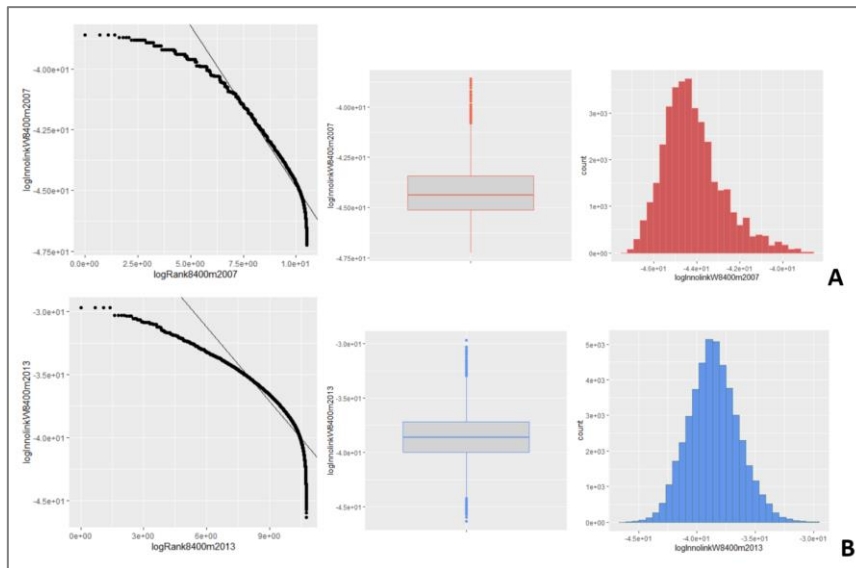 logInnolinkW8400m2007
-4.00e+01
-4.25e+01
-4.50e+01
-4.75e+01
0.0e+00 2.5e+00 5.0e+00 7.5e+00 1.0e+01
logRank8400m2007
logInnolinkW8400m2007
-4.00e+01
-4.25e+01
-4.50e+01
-4.75e+01
count
3e+03
2e+03
1e+03
0e+00
-4.4e+01 -4.2e+01 -4.0e+01
logInnolinkW8400m2007
A
logInnolinkW8400m2013
-3.0e+01
-3.5e+01
-4.0e+01
-4.5e+01
0e+00 3e+00 6e+00 9e+00
logRank8400m2013
logInnolinkW8400m2013
-3.0e+01
-3.5e+01
-4.0e+01
-4.5e+01
count
5e+03
4e+03
3e+03
2e+03
1e+03
0e+00
-4.5e+01 -4.0e+01 -3.5e+01 -3.0e+01
logInnolinkW8400m2013
B